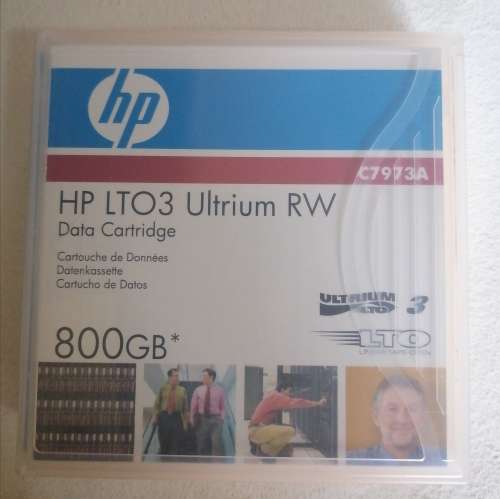 hp
C7973A
HP LTO3 Ultrium RW
Data Cartridge
Cartouche de Données
Datenkassette
Cartucho de Datos
ULTRIUM
LTO 3
800GB*
LTO